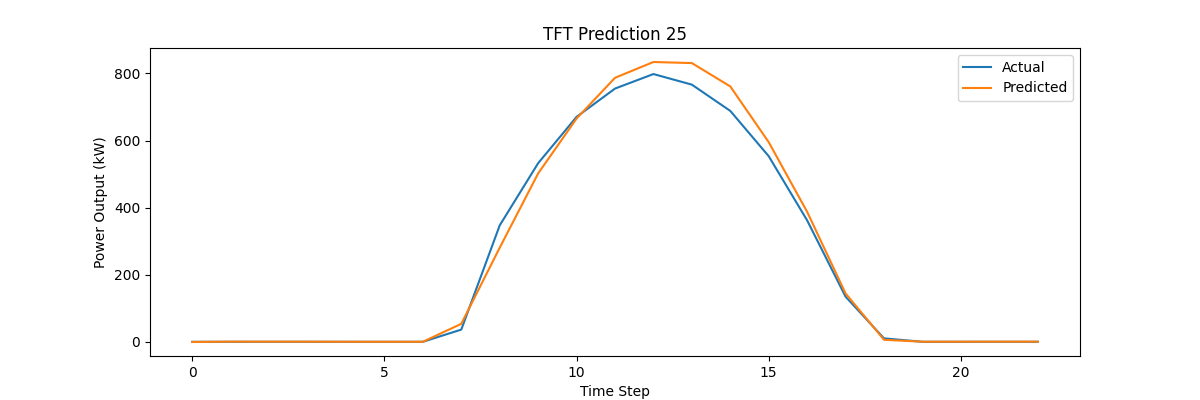 TFT Prediction 25
Actual
Predicted
Power Output (kW)
800
600
400
200
0
0 5 10 15 20
Time Step